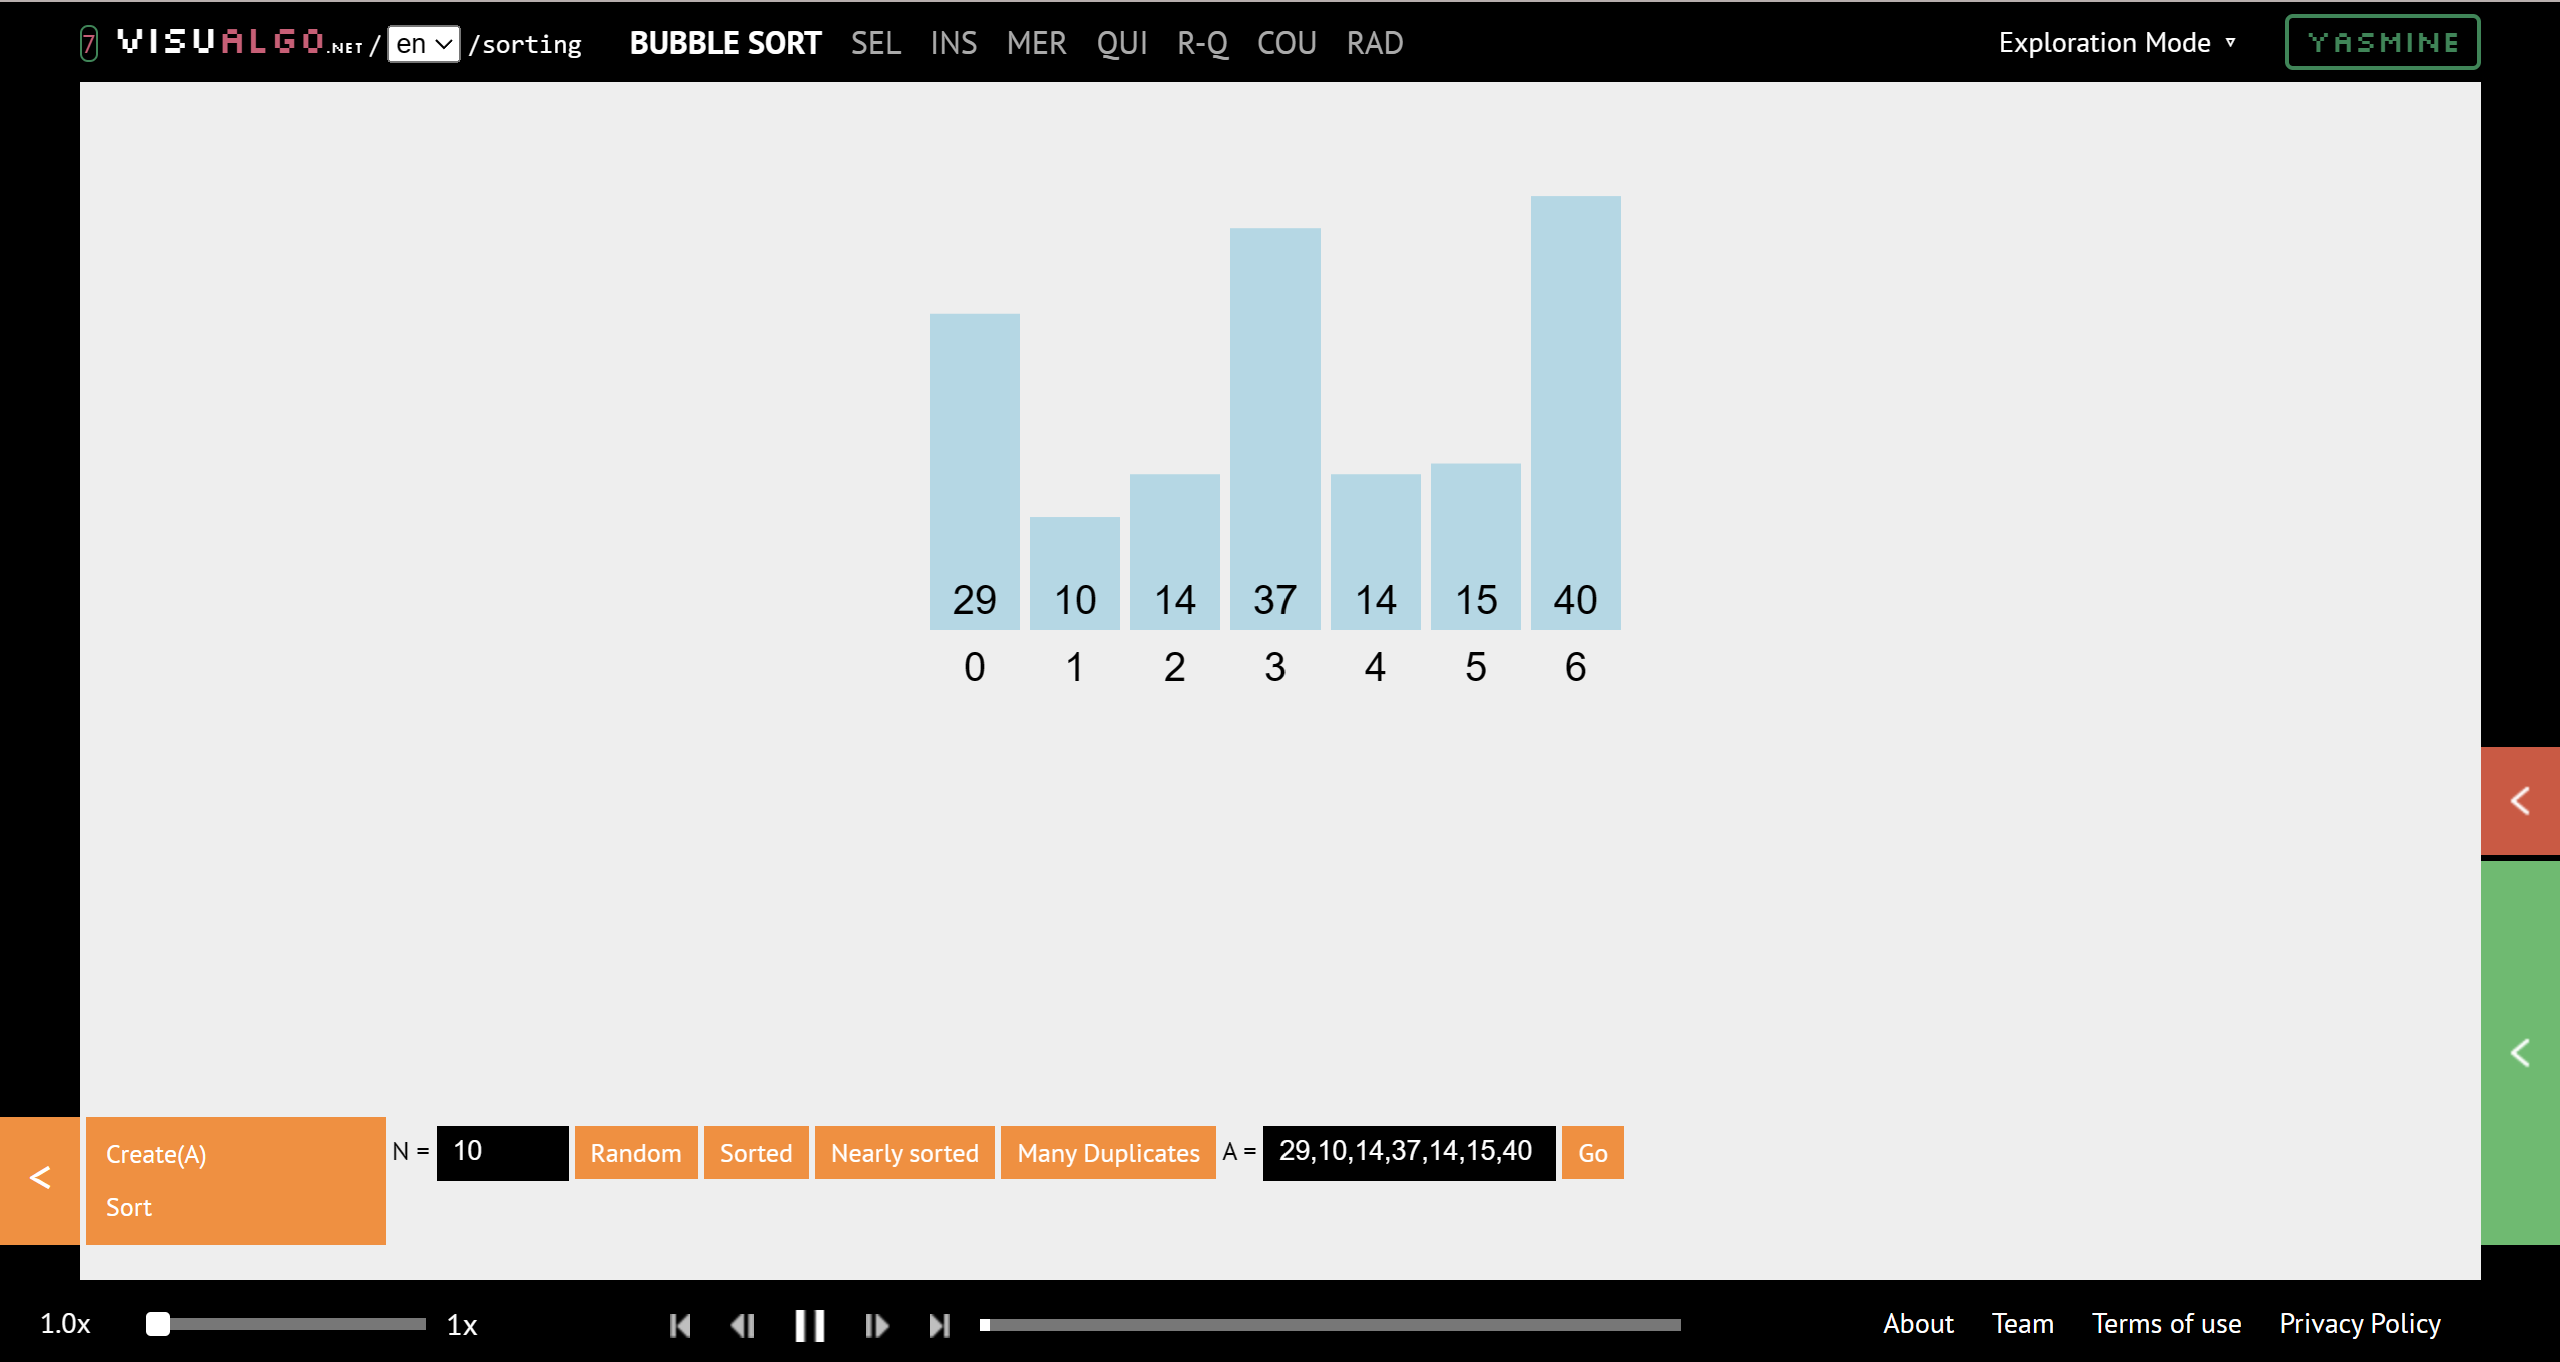 7 VISUALGO.NET / en /sorting BUBBLE SORT SEL INS MER QUI R-Q COU RAD Exploration Mode ▿ YASMINE
29 10 14 37 14 15 40
0 1 2 3 4 5 6
< Create(A) N = 10 Random Sorted Nearly sorted Many Duplicates A = 29,10,14,37,14,15,40 Go
Sort
1.0x 1x About Team Terms of use Privacy Policy